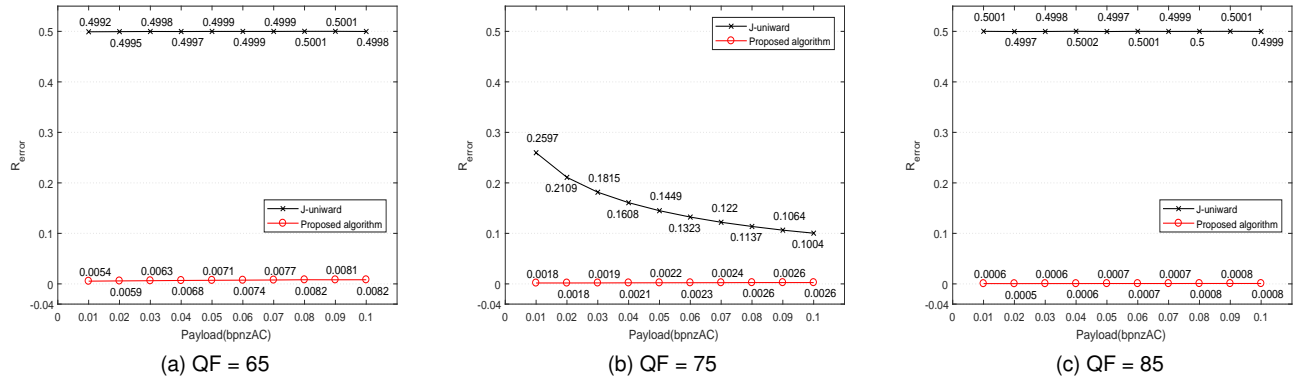 0.4992 0.4998 0.4999 0.4999 0.5001
0.5
0.4995 0.4997 0.4999 0.5001 0.4998
0.4
0.3
R_error
0.2
J-uniward
Proposed algorithm
0.1
0.0054 0.0063 0.0071 0.0077 0.0081
0
0.0059 0.0068 0.0074 0.0082 0.0082
-0.04
0 0.01 0.02 0.03 0.04 0.05 0.06 0.07 0.08 0.09 0.1
Payload(bpnzAC)
(a) QF = 65
0.5
J-uniward
Proposed algorithm
0.4
0.3
0.2597
R_error
0.2
0.2109 0.1815 0.1608 0.1449 0.1323 0.122 0.1137 0.1064 0.1004
0.1
0.0018 0.0019 0.0022 0.0024 0.0026
0
0.0018 0.0021 0.0023 0.0026 0.0026
-0.04
0 0.01 0.02 0.03 0.04 0.05 0.06 0.07 0.08 0.09 0.1
Payload(bpnzAC)
(b) QF = 75
0.5001 0.4998 0.4997 0.4999 0.5001
0.5
0.4997 0.5002 0.5001 0.5 0.4999
0.4
0.3
R_error
0.2
J-uniward
Proposed algorithm
0.1
0.0006 0.0006 0.0007 0.0007 0.0008
0
0.0005 0.0006 0.0007 0.0008 0.0008
-0.04
0 0.01 0.02 0.03 0.04 0.05 0.06 0.07 0.08 0.09 0.1
Payload(bpnzAC)
(c) QF = 85